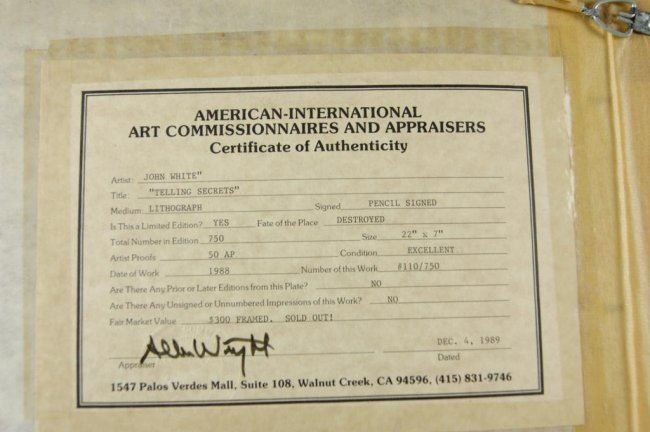 AMERICAN-INTERNATIONAL
ART COMMISSIONNAIRES AND APPRAISERS
Certificate of Authenticity
Artist: JOHN WHITE"
Title: "TELLING SECRETS"
Medium: LITHOGRAPH Signed PENCIL SIGNED
Is This a Limited Edition? YES Fate of the Place DESTROYED
Total Number in Edition 750 Size 22" x 7"
Artist Proofs 50 AP Condition EXCELLENT
Date of Work 1988 Number of this Work #110/750
Are There Any Prior or Later Editions from this Plate? NO
Are There Any Unsigned or Unnumbered Impressions of this Work? NO
Fair Market Value $300 FRAMED. SOLD OUT!
DEC. 4, 1989
Appraiser Dated
1547 Palos Verdes Mall, Suite 108, Walnut Creek, CA 94596, (415) 831-9746